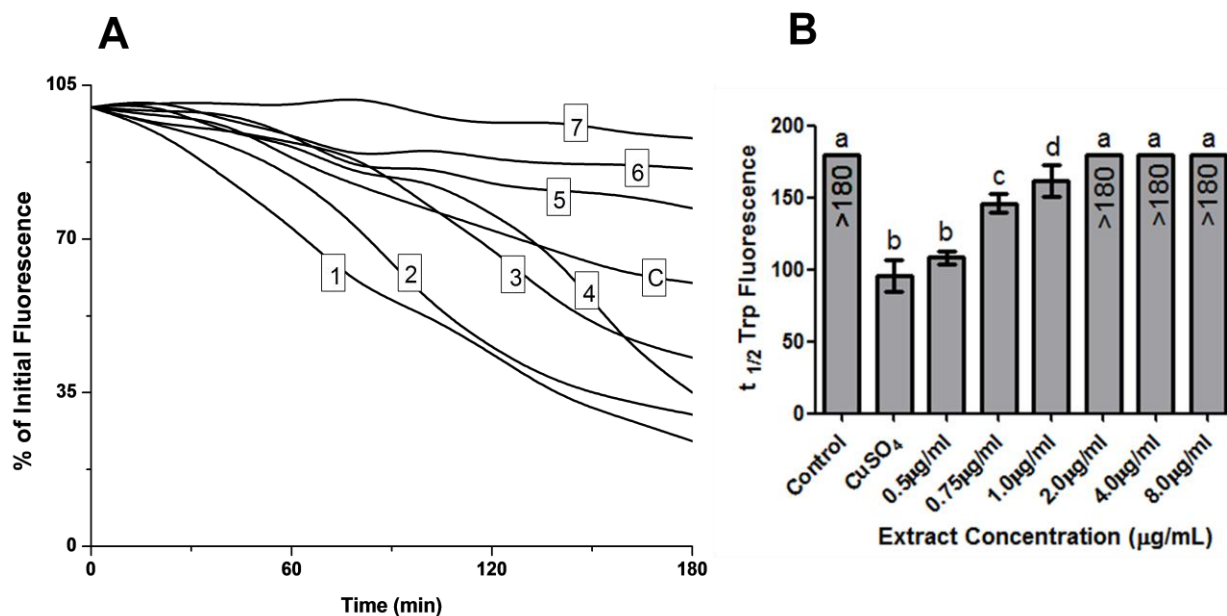 A
105
70
35
0
% of Initial Fluorescence
1
2
3
4
5
6
7
C
0
60
120
180
Time (min)
B
200
150
100
50
0
t 1/2 Trp Fluorescence
a
b
b
c
d
a
a
a
>180
>180
>180
>180
Control
CuSO₄
0.5µg/ml
0.75µg/ml
1.0µg/ml
2.0µg/ml
4.0µg/ml
8.0µg/ml
Extract Concentration (µg/mL)